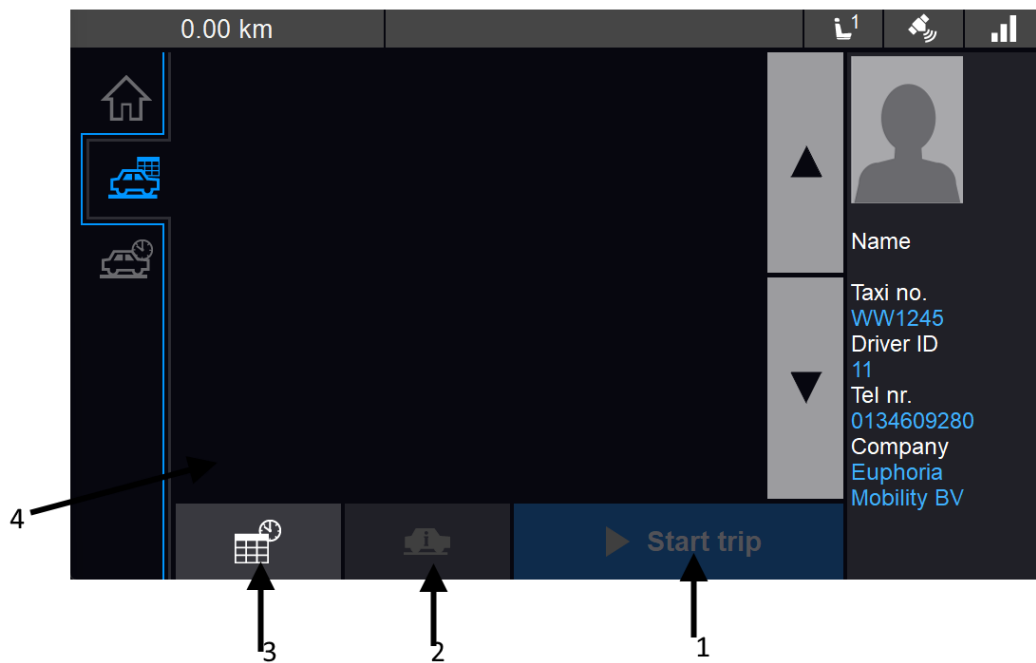 0.00 km
1
Name
Taxi no.
WW1245
Driver ID
11
Tel nr.
0134609280
Company
Euphoria
Mobility BV
i
Start trip
4
3
2
1